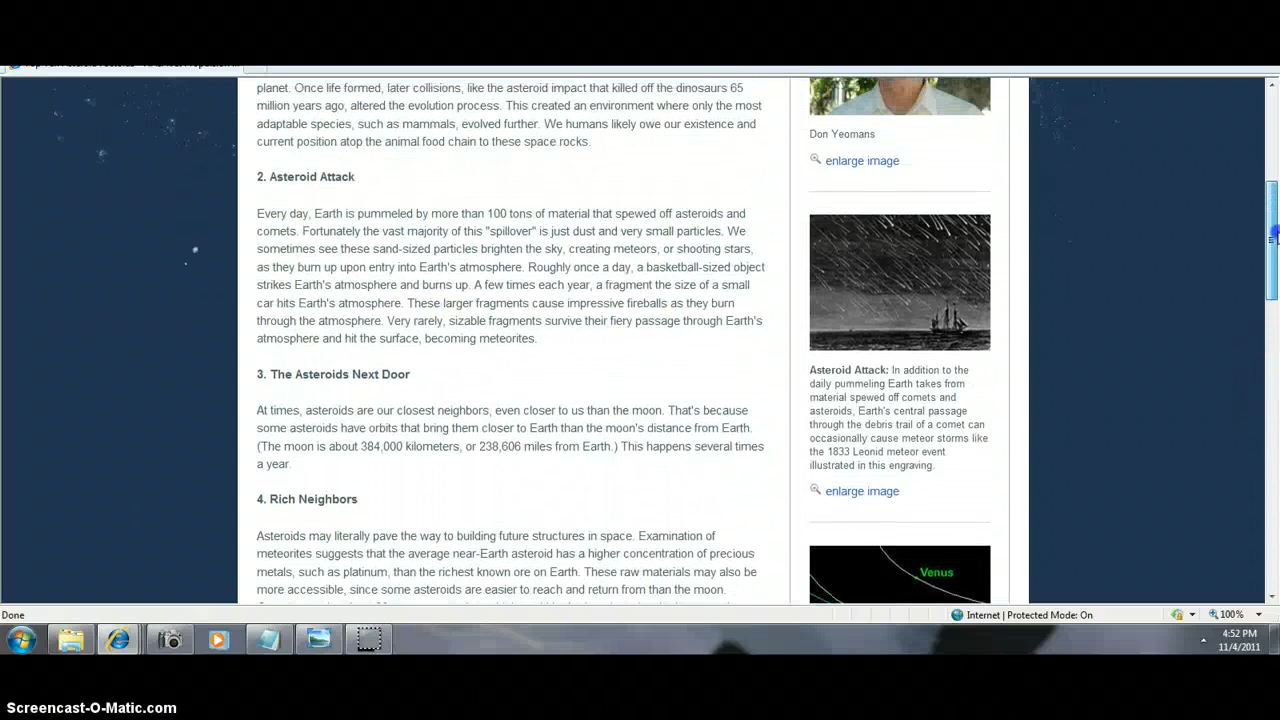 planet. Once life formed, later collisions, like the asteroid impact that killed off the dinosaurs 65
million years ago, altered the evolution process. This created an environment where only the most
adaptable species, such as mammals, evolved further. We humans likely owe our existence and
current position atop the animal food chain to these space rocks.
2. Asteroid Attack
Every day, Earth is pummeled by more than 100 tons of material that spewed off asteroids and
comets. Fortunately the vast majority of this "spillover" is just dust and very small particles. We
sometimes see these sand-sized particles brighten the sky, creating meteors, or shooting stars,
as they burn up upon entry into Earth's atmosphere. Roughly once a day, a basketball-sized object
strikes Earth's atmosphere and burns up. A few times each year, a fragment the size of a small
car hits Earth's atmosphere. These larger fragments cause impressive fireballs as they burn
through the atmosphere. Very rarely, sizable fragments survive their fiery passage through Earth's
atmosphere and hit the surface, becoming meteorites.
3. The Asteroids Next Door
At times, asteroids are our closest neighbors, even closer to us than the moon. That's because
some asteroids have orbits that bring them closer to Earth than the moon's distance from Earth.
(The moon is about 384,000 kilometers, or 238,606 miles from Earth.) This happens several times
a year.
4. Rich Neighbors
Asteroids may literally pave the way to building future structures in space. Examination of
meteorites suggests that the average near-Earth asteroid has a higher concentration of precious
metals, such as platinum, than the richest known ore on Earth. These raw materials may also be
more accessible, since some asteroids are easier to reach and return from than the moon.
Don Yeomans
enlarge image
Asteroid Attack: In addition to the
daily pummeling Earth takes from
material spewed off comets and
asteroids, Earth's central passage
through the debris trail of a comet can
occasionally cause meteor storms like
the 1833 Leonid meteor event
illustrated in this engraving.
enlarge image
Venus
Done
Internet | Protected Mode: On
100%
4:52 PM
11/4/2011
Screencast-O-Matic.com